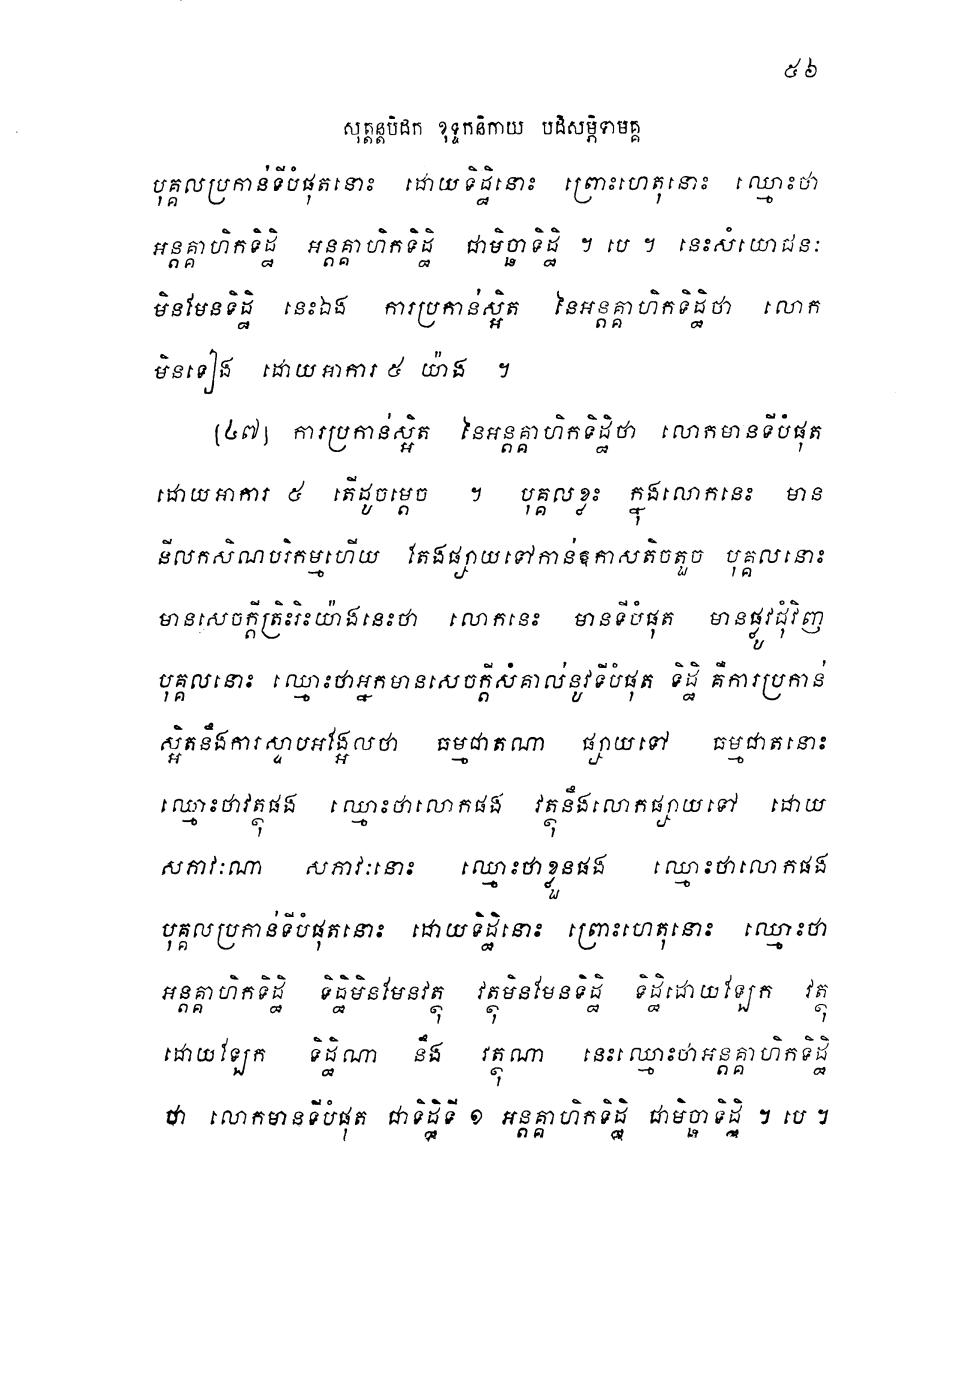 ៥៦
សុត្តន្តបិដក ខុទ្ទកនិកាយ បដិសម្ភិទាមគ្គ
បុគ្គលប្រកាន់ទីបំផុតនោះ ដោយទិដ្ឋិនោះ ព្រោះហេតុនោះ ឈ្មោះថា
អន្តគ្គាហិកទិដ្ឋិ អន្តគ្គាហិកទិដ្ឋិ ជាមិច្ឆាទិដ្ឋិ ។ បេ ។ នេះសំយោជនៈ
មិនមែនទិដ្ឋិ នេះឯង ការប្រកាន់ស្អិត នៃអន្តគ្គាហិកទិដ្ឋិថា លោក
មិនទៀង ដោយអាការ ៥ យ៉ាង ។
[៤៧] ការប្រកាន់ស្អិត នៃអន្តគ្គាហិកទិដ្ឋិថា លោកមានទីបំផុត
ដោយអាការ ៥ តើដូចម្តេច ។ បុគ្គលខ្លះ ក្នុងលោកនេះ មាន
នីលកសិណបរិកម្មហើយ តែងផ្សាយទៅកាន់ឱកាសតិចតួច បុគ្គលនោះ
មានសេចក្តីត្រិះរិះយ៉ាងនេះថា លោកនេះ មានទីបំផុត មានផ្លូវជុំវិញ
បុគ្គលនោះ ឈ្មោះថាអ្នកមានសេចក្តីសំគាល់នូវទីបំផុត ទិដ្ឋិ គឺការប្រកាន់
ស្អិតនឹងការស្ទាបអង្អែលថា ធម្មជាតណា ផ្សាយទៅ ធម្មជាតនោះ
ឈ្មោះថាវត្ថុផង ឈ្មោះថាលោកផង វត្ថុនឹងលោកផ្សាយទៅ ដោយ
សភាវៈណា សភាវៈនោះ ឈ្មោះថាខ្លួនផង ឈ្មោះថាលោកផង
បុគ្គលប្រកាន់ទីបំផុតនោះ ដោយទិដ្ឋិនោះ ព្រោះហេតុនោះ ឈ្មោះថា
អន្តគ្គាហិកទិដ្ឋិ ទិដ្ឋិមិនមែនវត្ថុ វត្ថុមិនមែនទិដ្ឋិ ទិដ្ឋិដោយឡែក វត្ថុ
ដោយឡែក ទិដ្ឋិណា នឹង វត្ថុណា នេះឈ្មោះថាអន្តគ្គាហិកទិដ្ឋិ
ថា លោកមានទីបំផុត ជាទិដ្ឋិទី ១ អន្តគ្គាហិកទិដ្ឋិ ជាមិច្ឆាទិដ្ឋិ ។ បេ ។